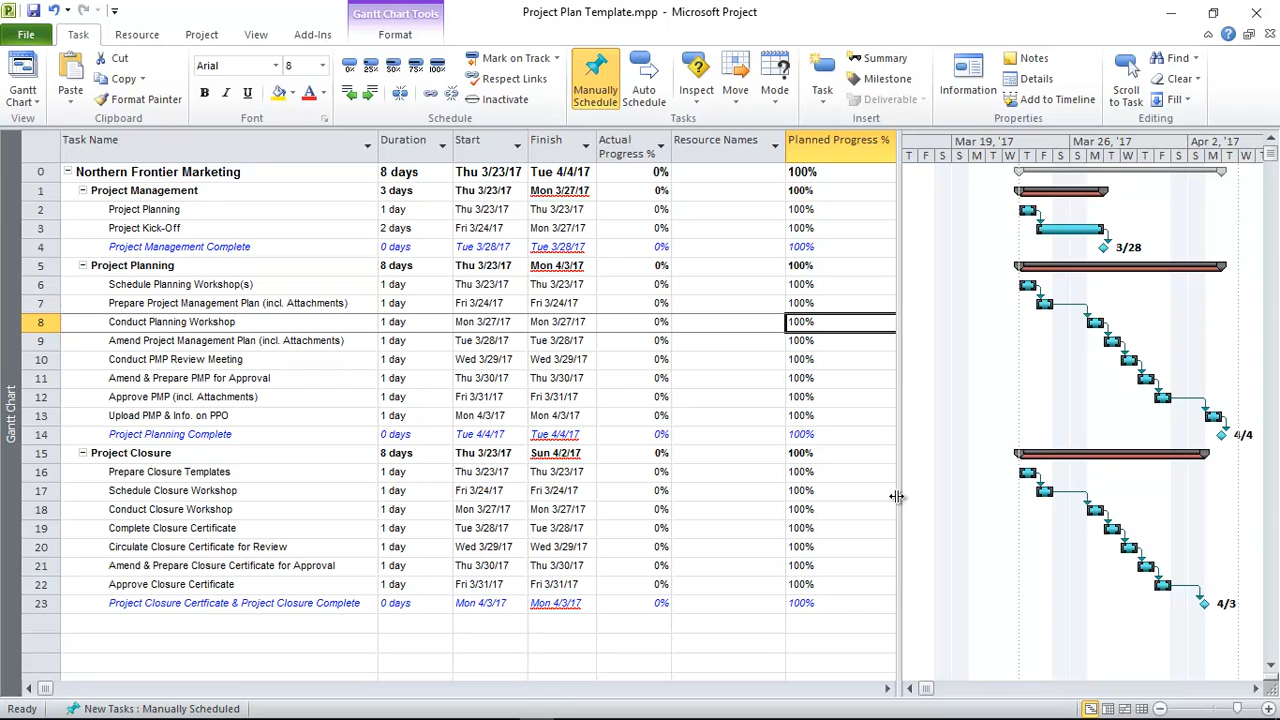 Gantt Chart Tools
Project Plan Template.mpp - Microsoft Project
File Task Resource Project View Add-Ins Format
Gantt Chart
View
Paste
Cut
Copy
Format Painter
Clipboard
Arial 8
B I U
Font
0% 25% 50% 75% 100%
Mark on Track
Respect Links
Inactivate
Schedule
Manually Schedule
Auto Schedule
Inspect
Move
Mode
Tasks
Task
Summary
Milestone
Deliverable
Insert
Information
Notes
Details
Add to Timeline
Properties
Scroll to Task
Find
Clear
Fill
Editing
Task Name Duration Start Finish Actual Progress % Resource Names Planned Progress %
Mar 19, '17 Mar 26, '17 Apr 2, '17
T F S S M T W T F S S M T W T F S S M T W T
0 Northern Frontier Marketing 8 days Thu 3/23/17 Tue 4/4/17 0% 100%
1 Project Management 3 days Thu 3/23/17 Mon 3/27/17 0% 100%
2 Project Planning 1 day Thu 3/23/17 Thu 3/23/17 0% 100%
3 Project Kick-Off 2 days Fri 3/24/17 Mon 3/27/17 0% 100%
4 Project Management Complete 0 days Tue 3/28/17 Tue 3/28/17 0% 100% 3/28
5 Project Planning 8 days Thu 3/23/17 Mon 4/3/17 0% 100%
6 Schedule Planning Workshop(s) 1 day Thu 3/23/17 Thu 3/23/17 0% 100%
7 Prepare Project Management Plan (incl. Attachments) 1 day Fri 3/24/17 Fri 3/24/17 0% 100%
8 Conduct Planning Workshop 1 day Mon 3/27/17 Mon 3/27/17 0% 100%
9 Amend Project Management Plan (incl. Attachments) 1 day Tue 3/28/17 Tue 3/28/17 0% 100%
10 Conduct PMP Review Meeting 1 day Wed 3/29/17 Wed 3/29/17 0% 100%
11 Amend & Prepare PMP for Approval 1 day Thu 3/30/17 Thu 3/30/17 0% 100%
12 Approve PMP (incl. Attachments) 1 day Fri 3/31/17 Fri 3/31/17 0% 100%
13 Upload PMP & Info. on PPO 1 day Mon 4/3/17 Mon 4/3/17 0% 100%
14 Project Planning Complete 0 days Tue 4/4/17 Tue 4/4/17 0% 100% 4/4
15 Project Closure 8 days Thu 3/23/17 Sun 4/2/17 0% 100%
16 Prepare Closure Templates 1 day Thu 3/23/17 Thu 3/23/17 0% 100%
17 Schedule Closure Workshop 1 day Fri 3/24/17 Fri 3/24/17 0% 100%
18 Conduct Closure Workshop 1 day Mon 3/27/17 Mon 3/27/17 0% 100%
19 Complete Closure Certificate 1 day Tue 3/28/17 Tue 3/28/17 0% 100%
20 Circulate Closure Certificate for Review 1 day Wed 3/29/17 Wed 3/29/17 0% 100%
21 Amend & Prepare Closure Certificate for Approval 1 day Thu 3/30/17 Thu 3/30/17 0% 100%
22 Approve Closure Certificate 1 day Fri 3/31/17 Fri 3/31/17 0% 100%
23 Project Closure Certficate & Project Closure Complete 0 days Mon 4/3/17 Mon 4/3/17 0% 100% 4/3
Gantt Chart
Ready New Tasks : Manually Scheduled